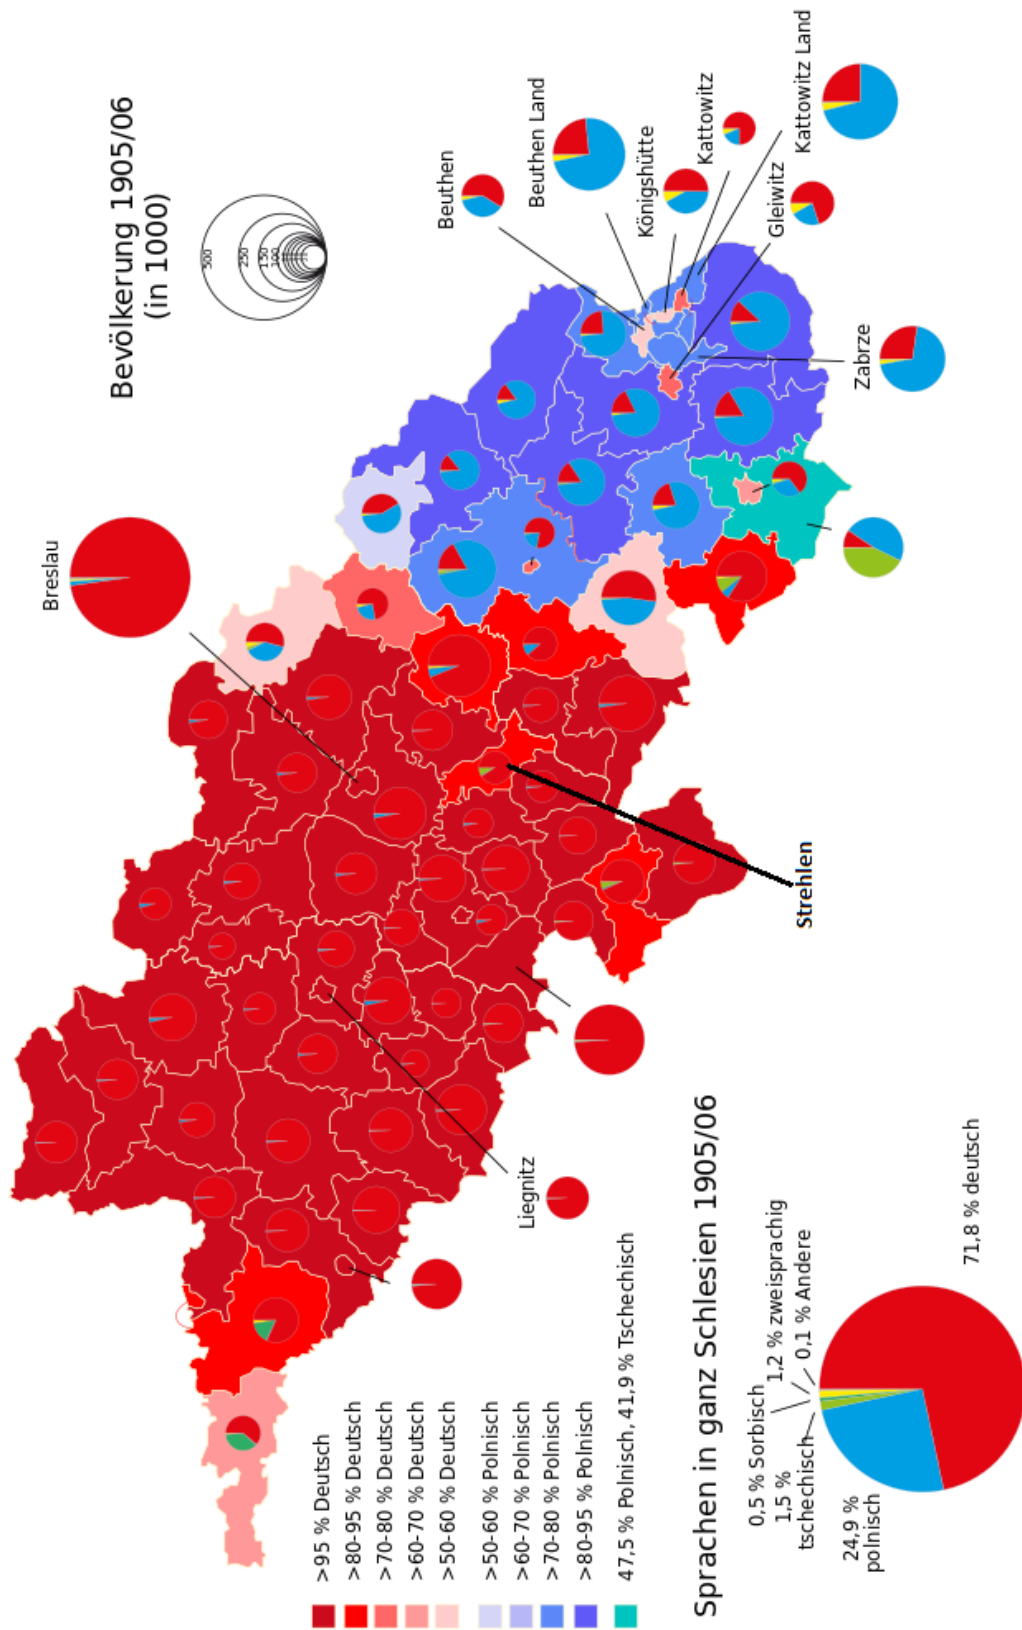 Bevölkerung 1905/06
(in 1000)
500
250
150
100
Breslau
Beuthen
Beuthen Land
Königshütte
Kattowitz
Kattowitz Land
Gleiwitz
Zabrze
Strehlen
Liegnitz
>95 % Deutsch
>80-95 % Deutsch
>70-80 % Deutsch
>60-70 % Deutsch
>50-60 % Deutsch
>50-60 % Polnisch
>60-70 % Polnisch
>70-80 % Polnisch
>80-95 % Polnisch
47,5 % Polnisch, 41,9 % Tschechisch
Sprachen in ganz Schlesien 1905/06
0,5 % Sorbisch
1,2 % zweisprachig
0,1 % Andere
1,5 %
tschechisch
24,9 %
polnisch
71,8 % deutsch